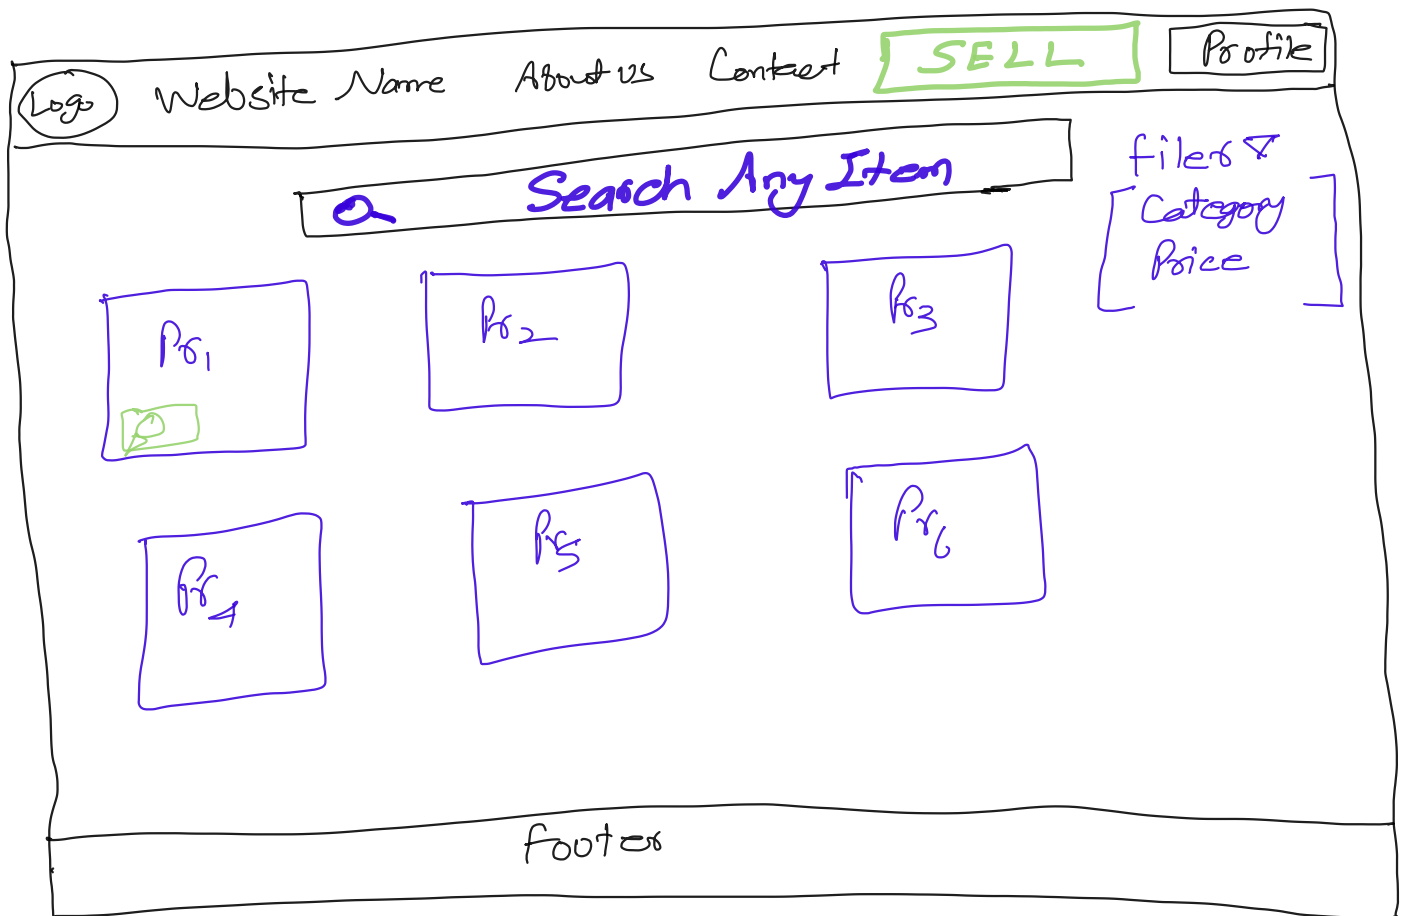 Logo Website Name About us Contact SELL Profile
Search Any Item
filer
Category
Price
Pr1 Pr2 Pr3
Pr4 Pr5 Pr6
footer